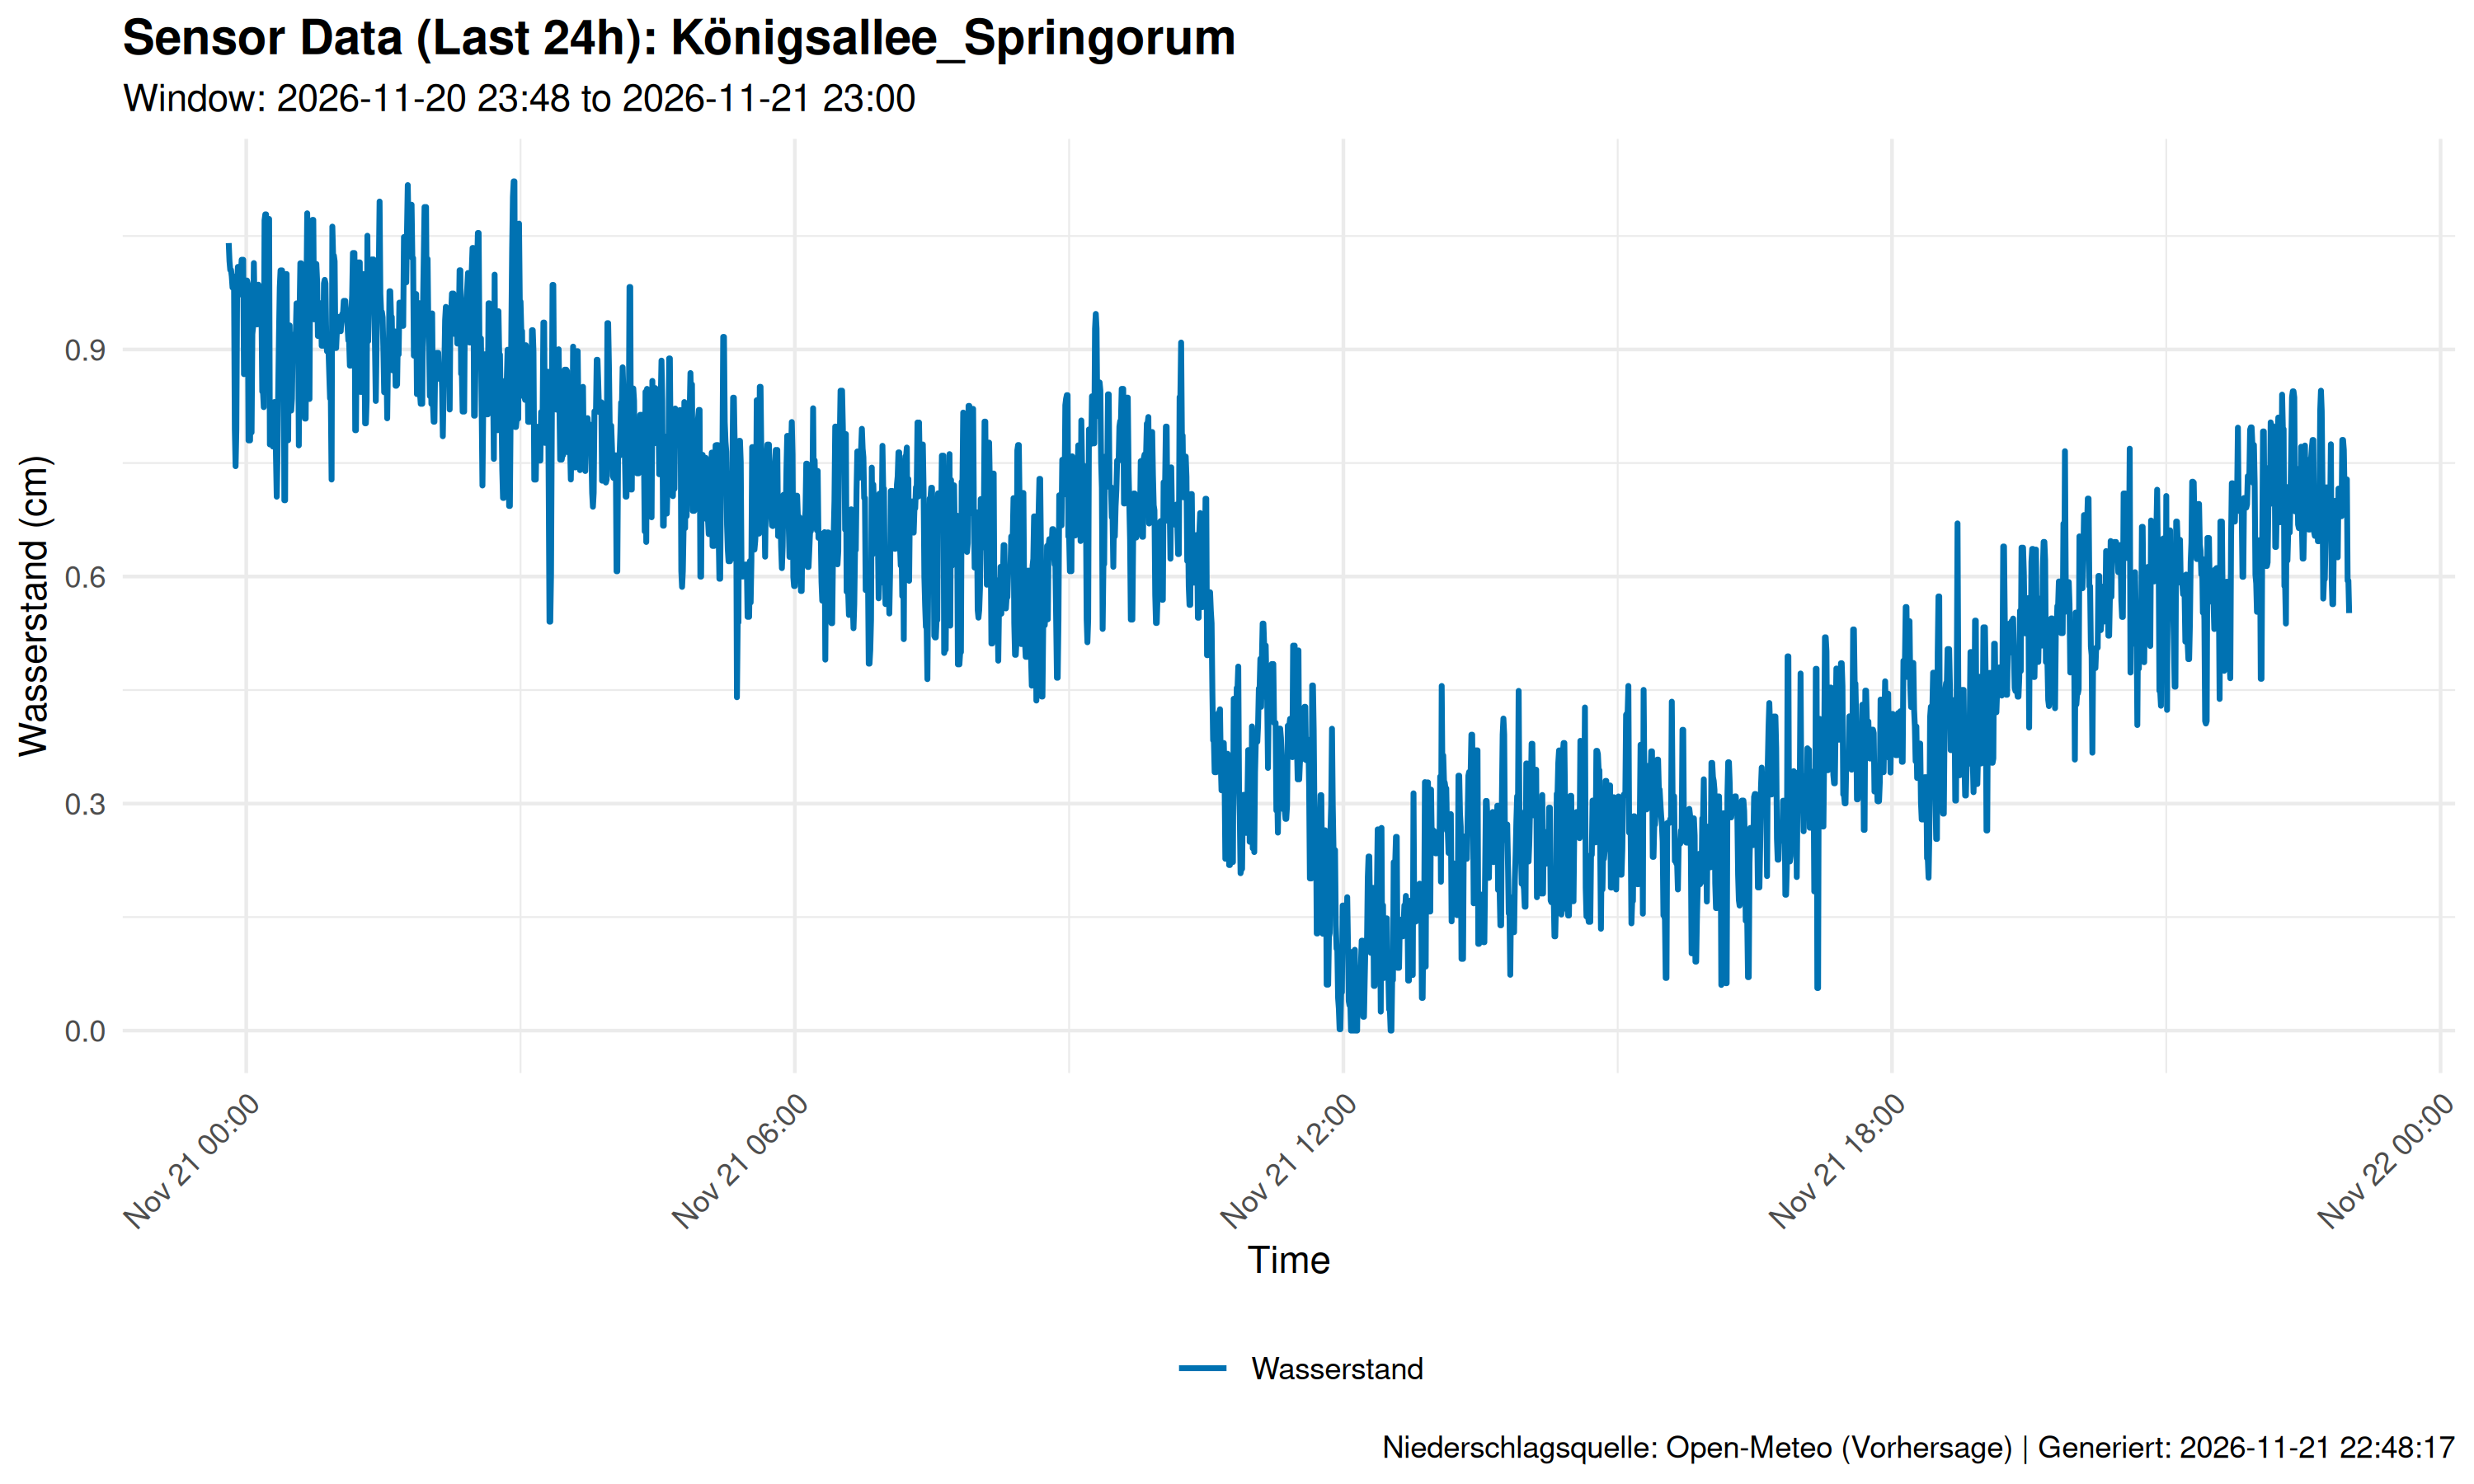 Sensor Data (Last 24h): Königsallee_Springorum
Window: 2026-11-20 23:48 to 2026-11-21 23:00
Wasserstand (cm)
0.9
0.6
0.3
0.0
Nov 21 00:00
Nov 21 06:00
Nov 21 12:00
Nov 21 18:00
Nov 22 00:00
Time
Wasserstand
Niederschlagsquelle: Open-Meteo (Vorhersage) | Generiert: 2026-11-21 22:48:17